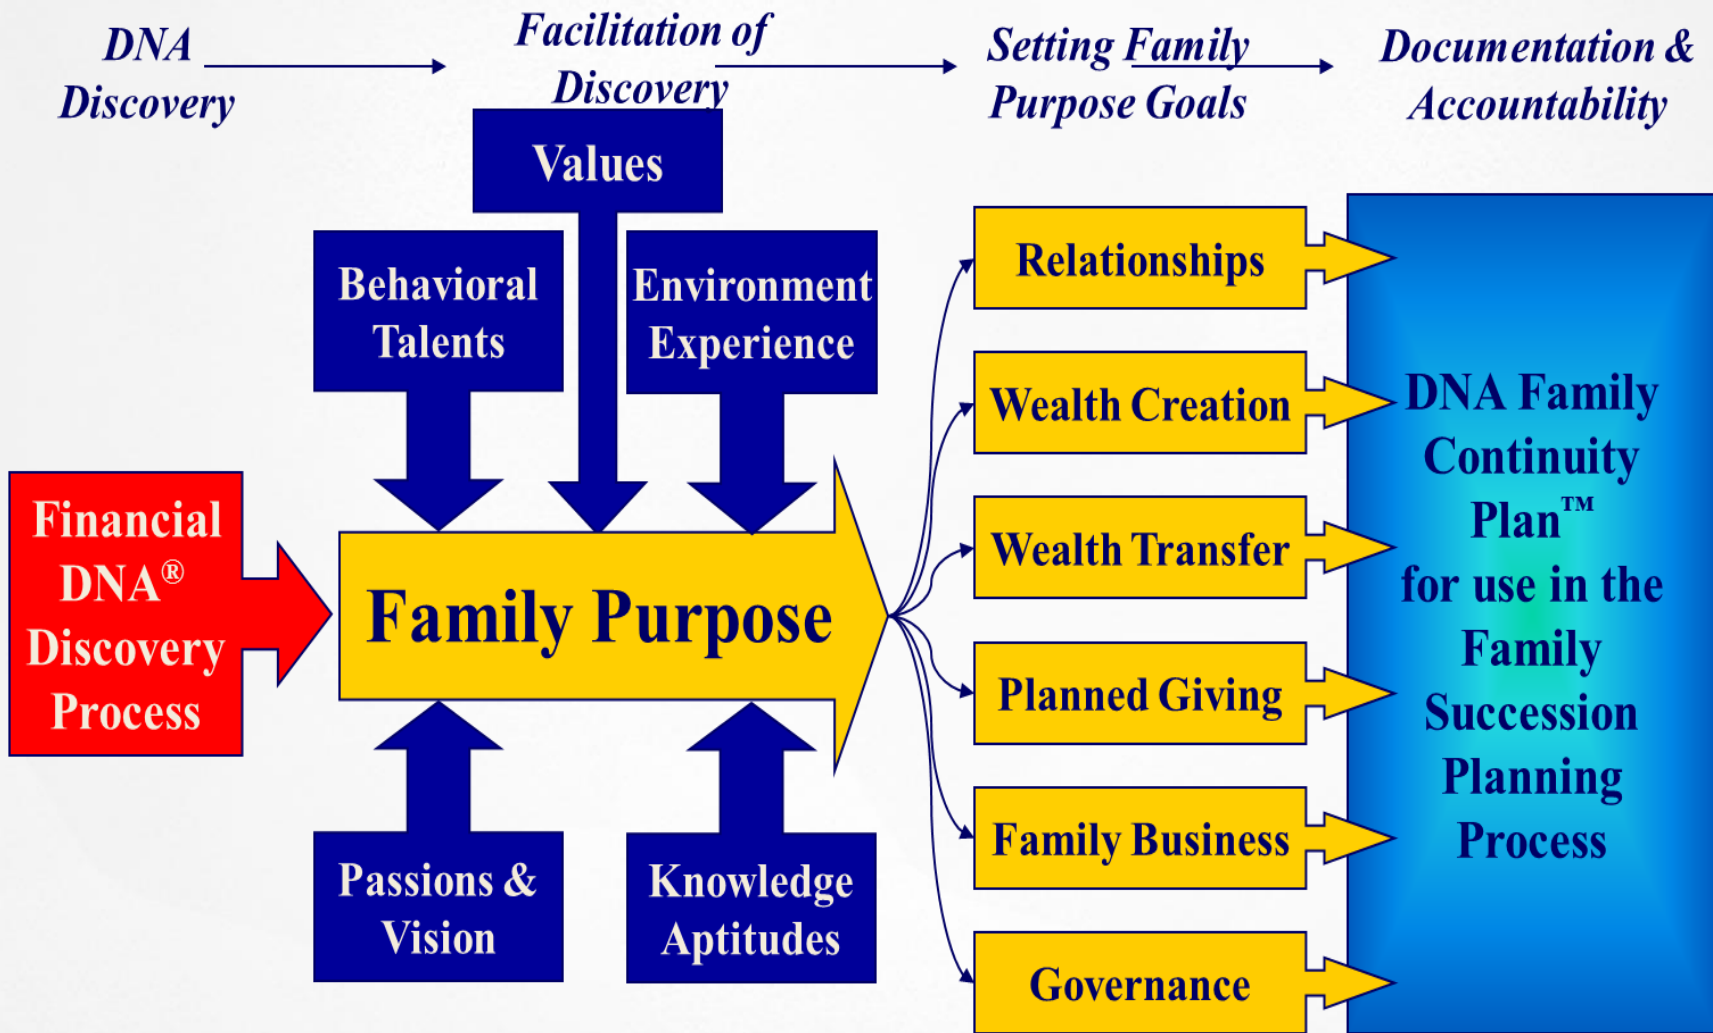 DNA
Discovery
Facilitation of
Discovery
Setting Family
Purpose Goals
Documentation &
Accountability
Values
Behavioral
Talents
Environment
Experience
Financial
DNA®
Discovery
Process
Family Purpose
Passions &
Vision
Knowledge
Aptitudes
Relationships
Wealth Creation
Wealth Transfer
Planned Giving
Family Business
Governance
DNA Family
Continuity
Plan™
for use in the
Family
Succession
Planning
Process